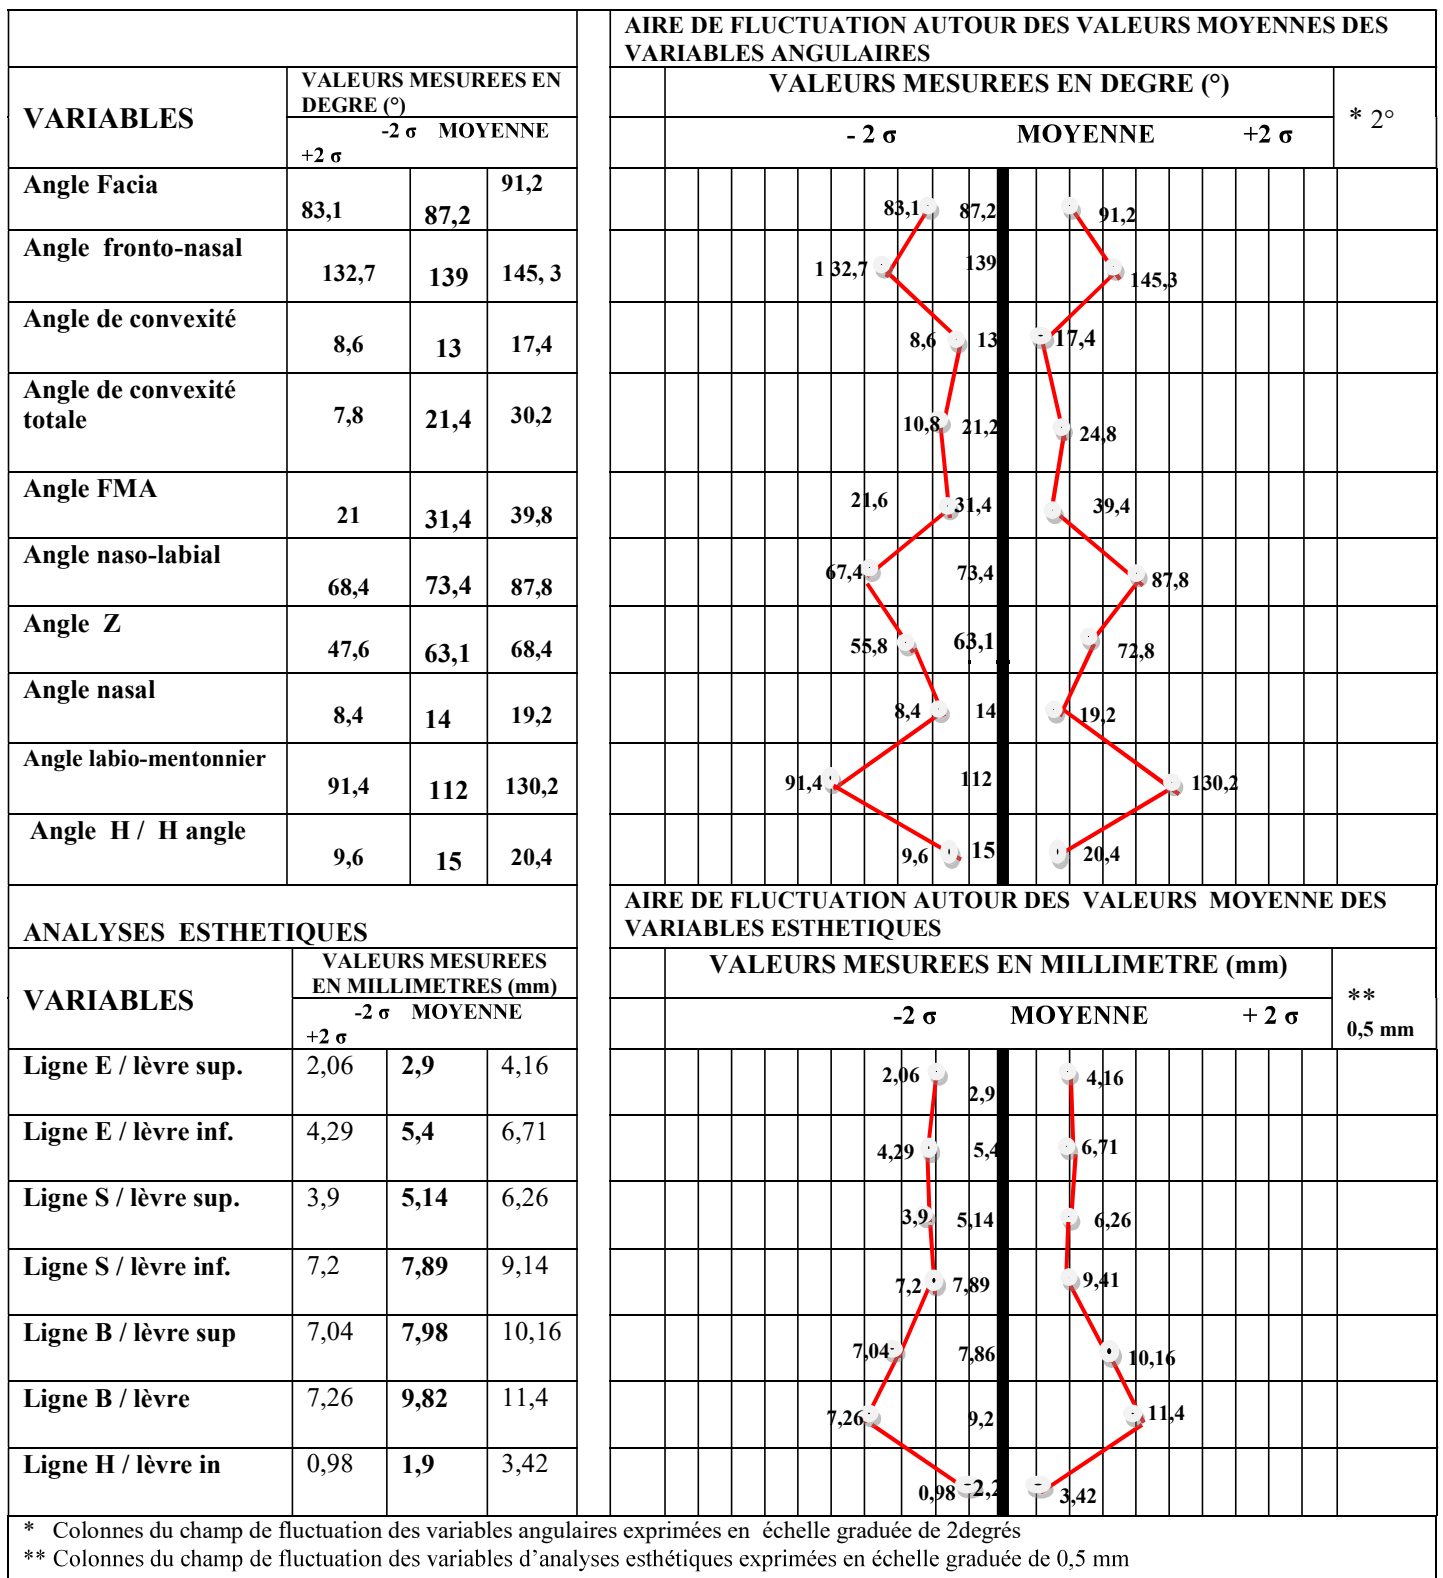 AIRE DE FLUCTUATION AUTOUR DES VALEURS MOYENNES DES
VARIABLES ANGULAIRES
VARIABLES
VALEURS MESUREES EN
DEGRE (°)
-2 σ MOYENNE
+2 σ
VALEURS MESUREES EN DEGRE (°)
- 2 σ MOYENNE +2 σ
* 2°
Angle Facia
83,1 87,2 91,2
83,1 87,2 91,2
Angle fronto-nasal
132,7 139 145, 3
1 32,7 139 145,3
Angle de convexité
8,6 13 17,4
8,6 13 17,4
Angle de convexité
totale
7,8 21,4 30,2
10,8 21,2 24,8
Angle FMA
21 31,4 39,8
21,6 31,4 39,4
Angle naso-labial
68,4 73,4 87,8
67,4 73,4 87,8
Angle Z
47,6 63,1 68,4
55,8 63,1 72,8
Angle nasal
8,4 14 19,2
8,4 14 19,2
Angle labio-mentonnier
91,4 112 130,2
91,4 112 130,2
Angle H / H angle
9,6 15 20,4
9,6 15 20,4
ANALYSES ESTHETIQUES
AIRE DE FLUCTUATION AUTOUR DES VALEURS MOYENNE DES
VARIABLES ESTHETIQUES
VARIABLES
VALEURS MESUREES
EN MILLIMETRES (mm)
-2 σ MOYENNE
+2 σ
VALEURS MESUREES EN MILLIMETRE (mm)
-2 σ MOYENNE + 2 σ
**
0,5 mm
Ligne E / lèvre sup. 2,06 2,9 4,16
2,06 2,9 4,16
Ligne E / lèvre inf. 4,29 5,4 6,71
4,29 5,4 6,71
Ligne S / lèvre sup. 3,9 5,14 6,26
3,9 5,14 6,26
Ligne S / lèvre inf. 7,2 7,89 9,14
7,2 7,89 9,41
Ligne B / lèvre sup 7,04 7,98 10,16
7,04 7,86 10,16
Ligne B / lèvre 7,26 9,82 11,4
7,26 9,2 11,4
Ligne H / lèvre in 0,98 1,9 3,42
0,98 2,2 3,42
* Colonnes du champ de fluctuation des variables angulaires exprimées en échelle graduée de 2degrés
** Colonnes du champ de fluctuation des variables d’analyses esthétiques exprimées en échelle graduée de 0,5 mm